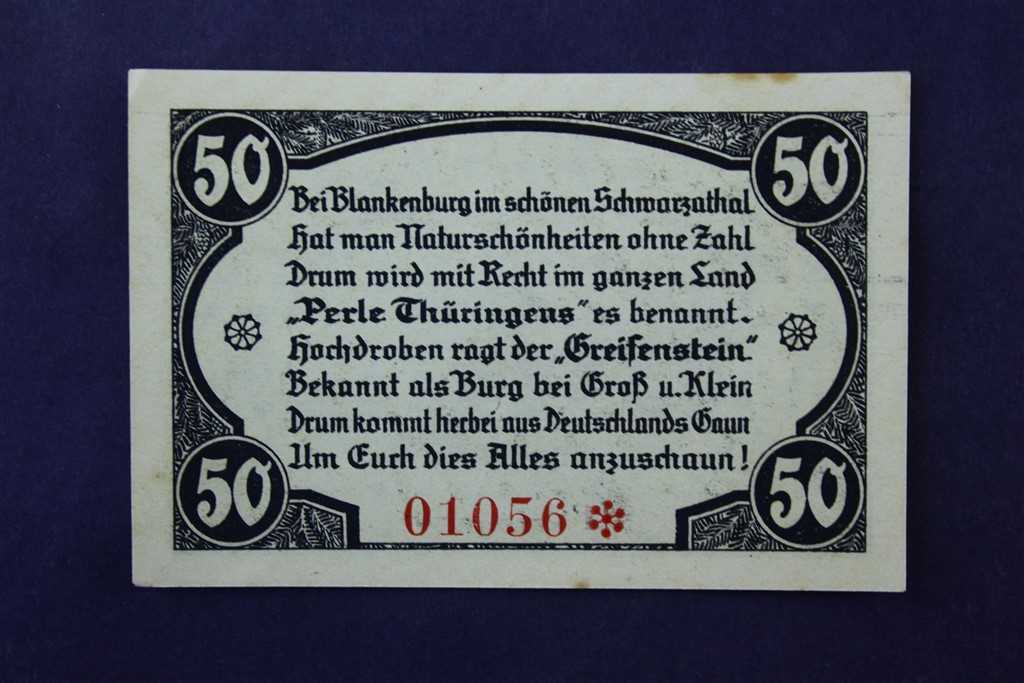 50 50
Bei Blankenburg im schönen Schwarzathal
Hat man Naturschönheiten ohne Zahl
Drum wird mit Recht im ganzen Land
„Perle Thüringens" es benannt.
Hochdroben ragt der „Greifenstein"
Bekannt als Burg bei Groß u. Klein
Drum kommt herbei aus Deutschlands Gaun
Um Euch dies Alles anzuschaun!
50 50
01056